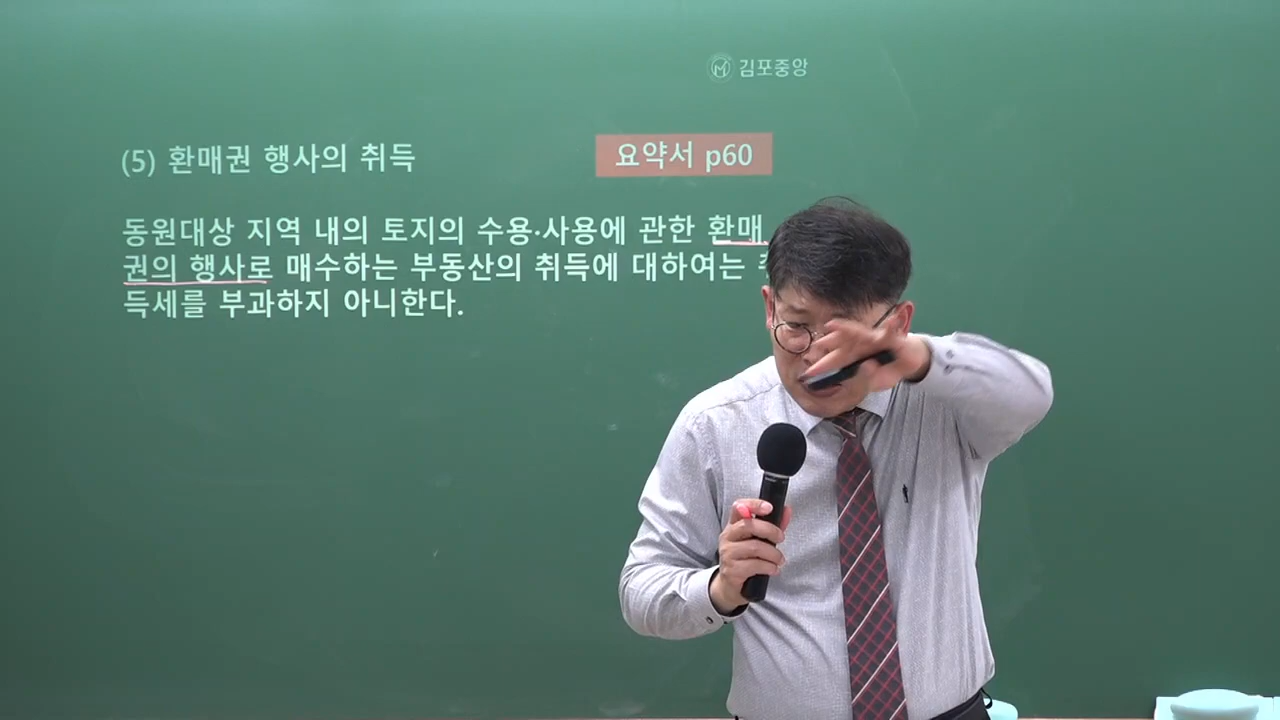 김포중앙
(5) 환매권 행사의 취득
요약서 p60
동원대상 지역 내의 토지의 수용·사용에 관한 환매
권의 행사로 매수하는 부동산의 취득에 대하여는
득세를 부과하지 아니한다.